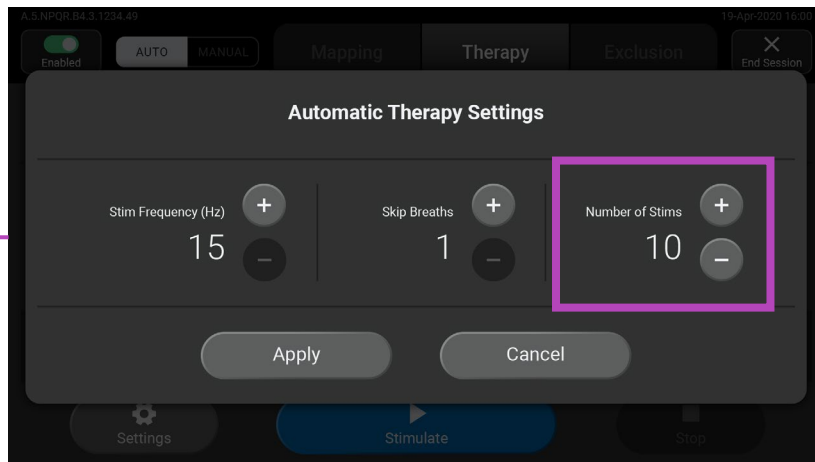 A.5.NPQR.B4.3.1234.49
19-Apr-2020 16:00
Enabled
AUTO MANUAL
Mapping
Therapy
Exclusion
End Session
Automatic Therapy Settings
Stim Frequency (Hz)
15
+
−
Skip Breaths
1
+
−
Number of Stims
10
+
−
Apply
Cancel
Settings
Stimulate
Stop